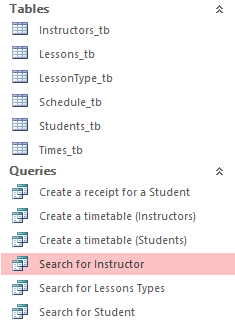 Tables
Instructors_tb
Lessons_tb
LessonType_tb
Schedule_tb
Students_tb
Times_tb
Queries
Create a receipt for a Student
Create a timetable (Instructors)
Create a timetable (Students)
Search for Instructor
Search for Lessons Types
Search for Student